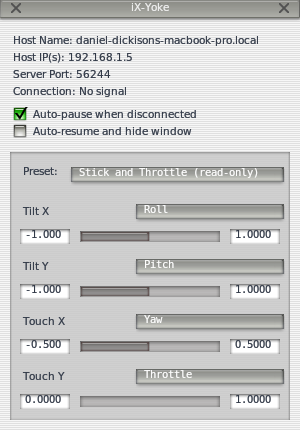 iX-Yoke
Host Name: daniel-dickisons-macbook-pro.local
Host IP(s): 192.168.1.5
Server Port: 56244
Connection: No signal
Auto-pause when disconnected
Auto-resume and hide window
Preset: Stick and Throttle (read-only)
Tilt X Roll
-1.000 1.0000
Tilt Y Pitch
-1.000 1.0000
Touch X Yaw
-0.500 0.5000
Touch Y Throttle
0.0000 1.0000